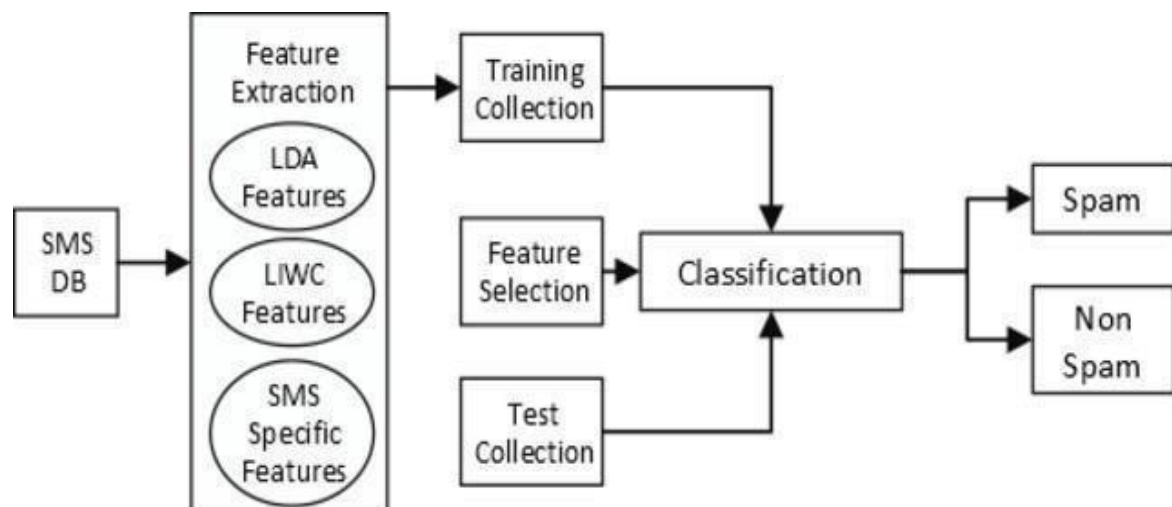 SMS
DB
Feature
Extraction
LDA
Features
LIWC
Features
SMS
Specific
Features
Training
Collection
Feature
Selection
Test
Collection
Classification
Spam
Non
Spam